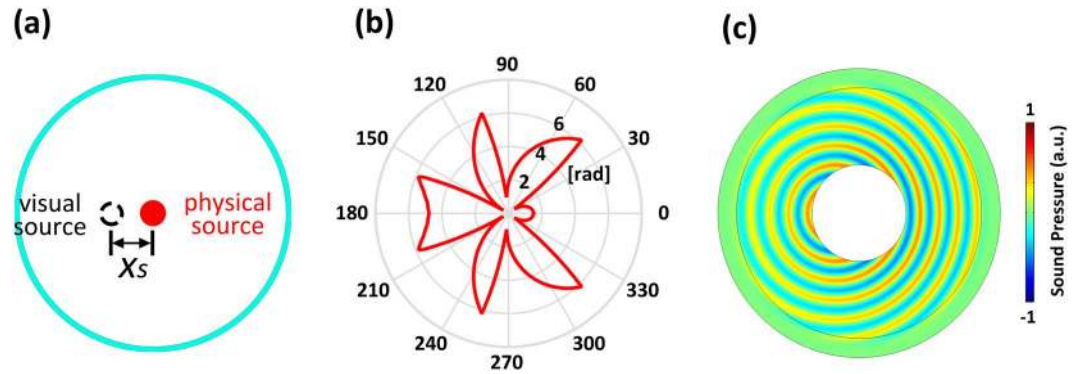 (a)
visual
source
physical
source
Xs
(b)
90
120
60
150
30
6
4
2
[rad]
180
0
210
330
240
300
270
(c)
1
Sound Pressure (a.u.)
-1